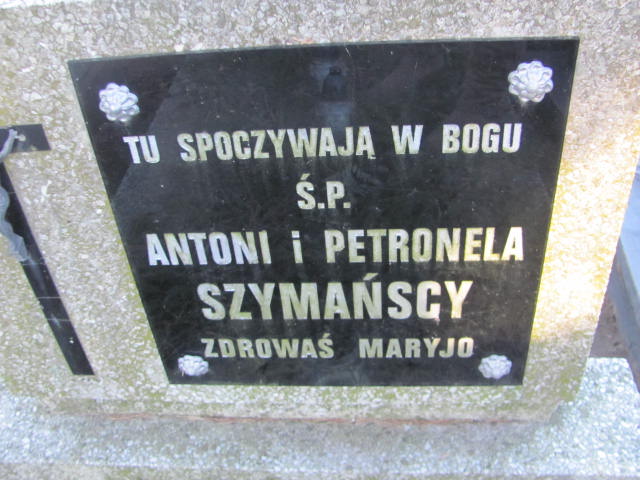 TU SPOCZYWAJĄ W BOGU
Ś.P.
ANTONI i PETRONELA
SZYMAŃSCY
ZDROWAŚ MARYJO